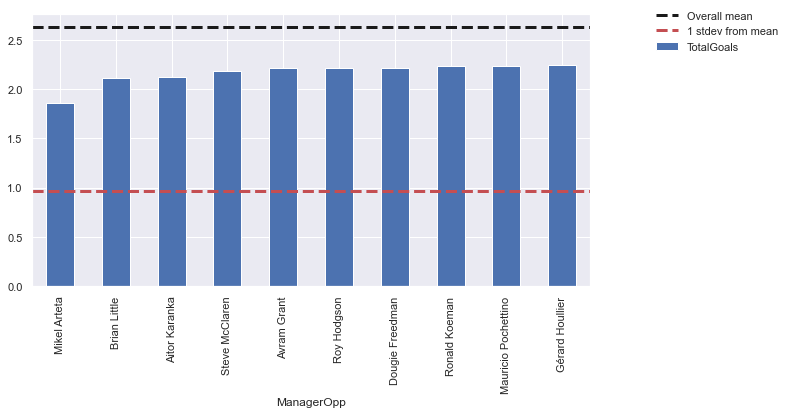 Overall mean
1 stdev from mean
TotalGoals
2.5
2.0
1.5
1.0
0.5
0.0
Mikel Arteta
Brian Little
Aitor Karanka
Steve McClaren
Avram Grant
Roy Hodgson
Dougie Freedman
Ronald Koeman
Mauricio Pochettino
Gérard Houllier
ManagerOpp